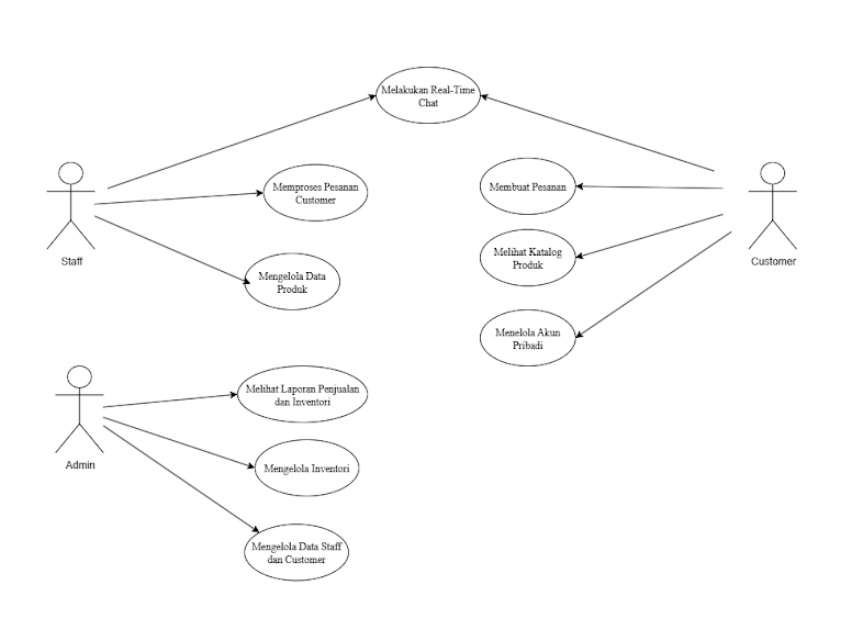 Melakukan Real-Time
Chat
Memproses Pesanan
Customer
Membuat Pesanan
Staff
Customer
Melihat Katalog
Produk
Mengelola Data
Produk
Menelola Akun
Pribadi
Melihat Laporan Penjualan
dan Inventori
Admin
Mengelola Inventori
Mengelola Data Staff
dan Customer